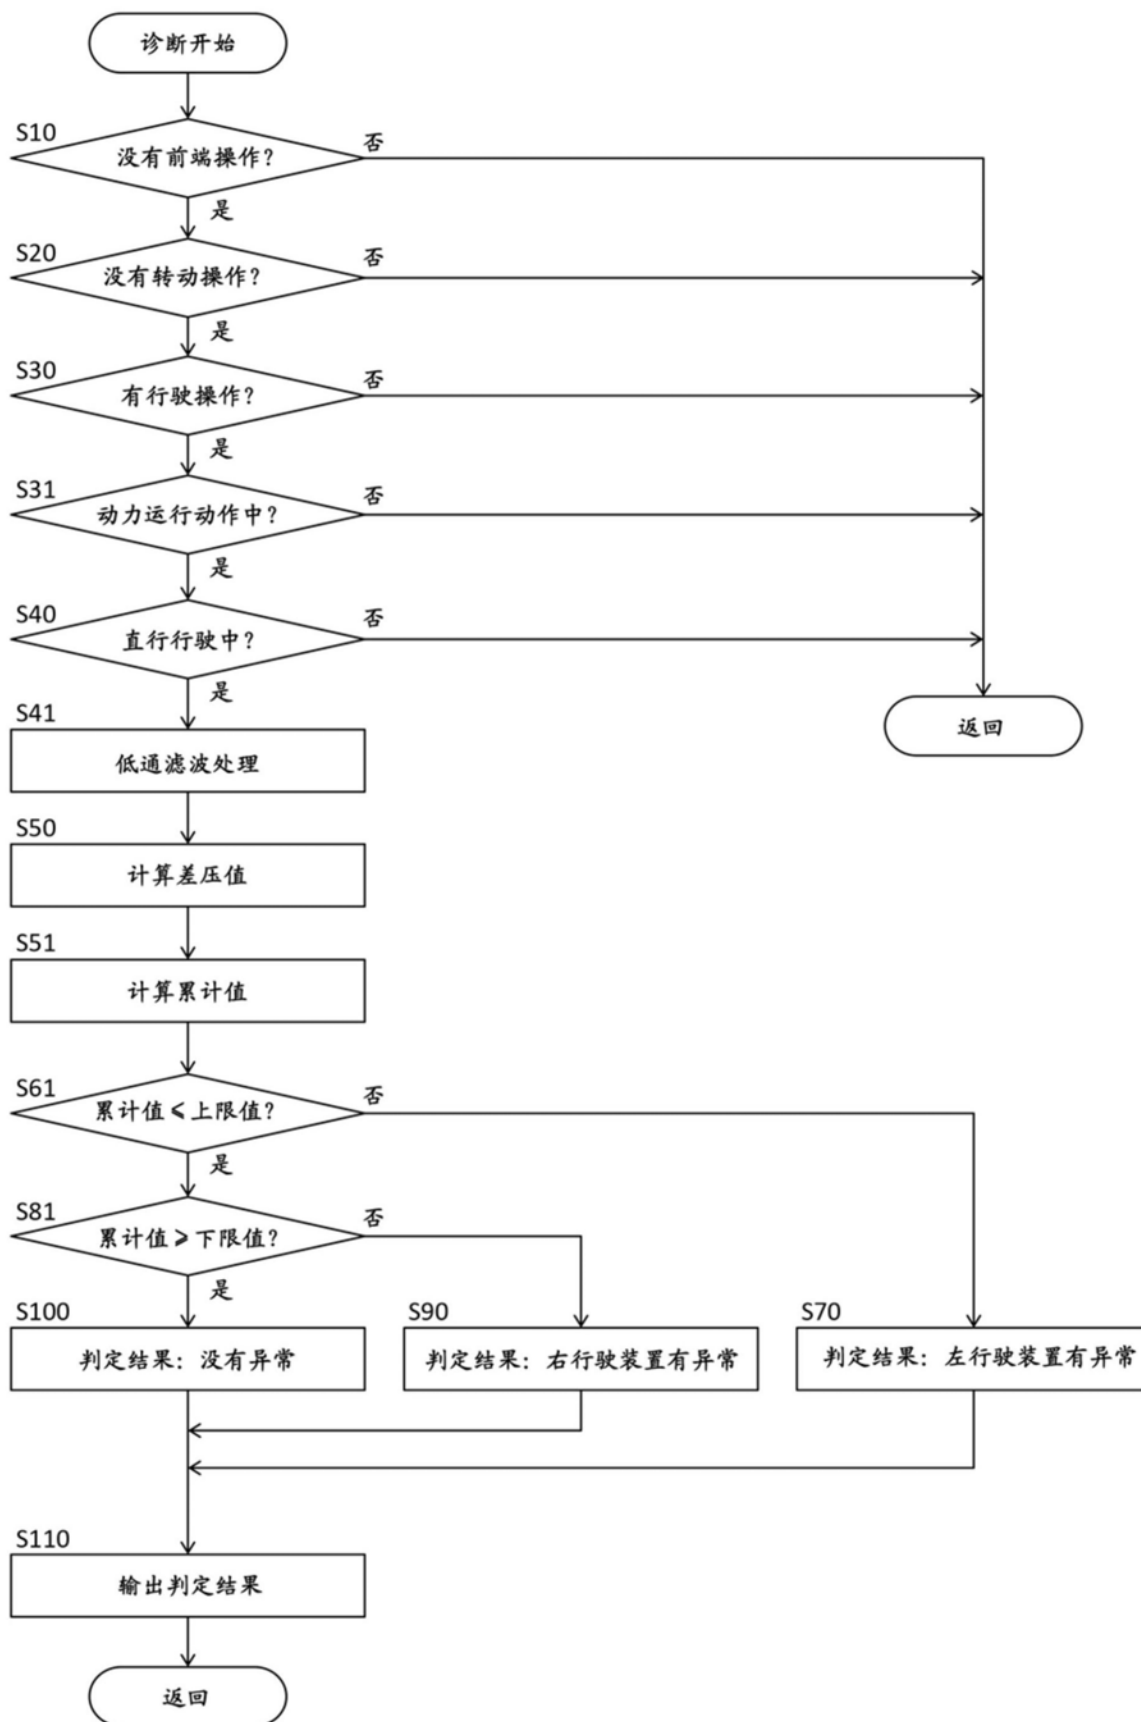 诊断开始
S10
没有前端操作？
否
是
S20
没有转动操作？
否
是
S30
有行驶操作？
否
是
S31
动力运行动作中？
否
是
S40
直行行驶中？
否
是
返回
S41
低通滤波处理
S50
计算差压值
S51
计算累计值
S61
累计值≤上限值？
否
是
S81
累计值≥下限值？
否
是
S100
判定结果：没有异常
S90
判定结果：右行驶装置有异常
S70
判定结果：左行驶装置有异常
S110
输出判定结果
返回